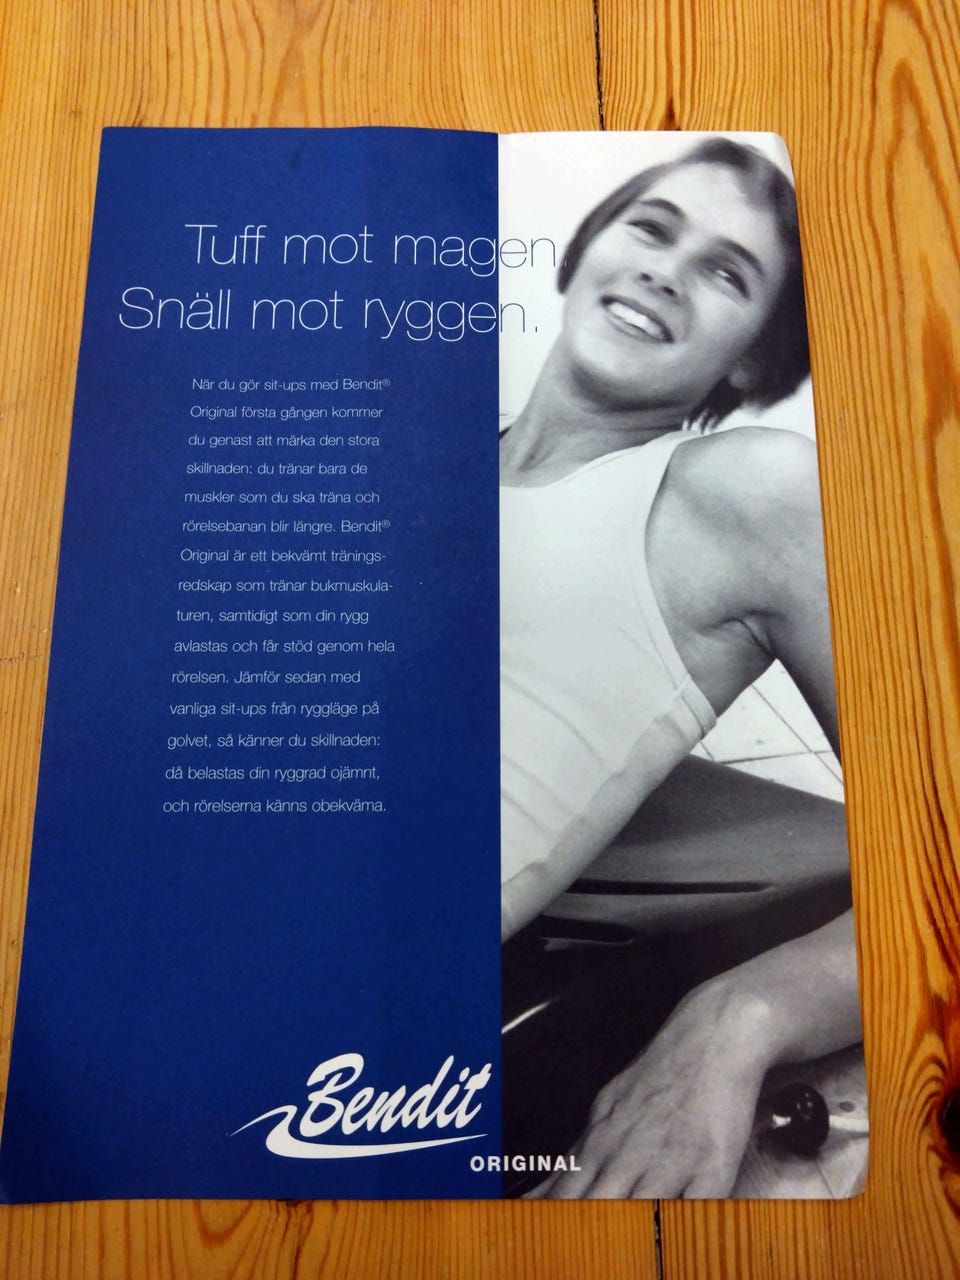 Tuff mot magen.
Snäll mot ryggen.
När du gör sit-ups med Bendit®
Original första gången kommer
du genast att märka den stora
skillnaden: du tränar bara de
muskler som du ska träna och
rörelsebanan blir längre. Bendit®
Original är ett bekvämt tränings-
redskap som tränar bukmuskula-
turen, samtidigt som din rygg
avlastas och får stöd genom hela
rörelsen. Jämför sedan med
vanliga sit-ups från ryggläge på
golvet, så känner du skillnaden:
då belastas din ryggrad ojämnt,
och rörelserna känns obekväma.
Bendit
ORIGINAL